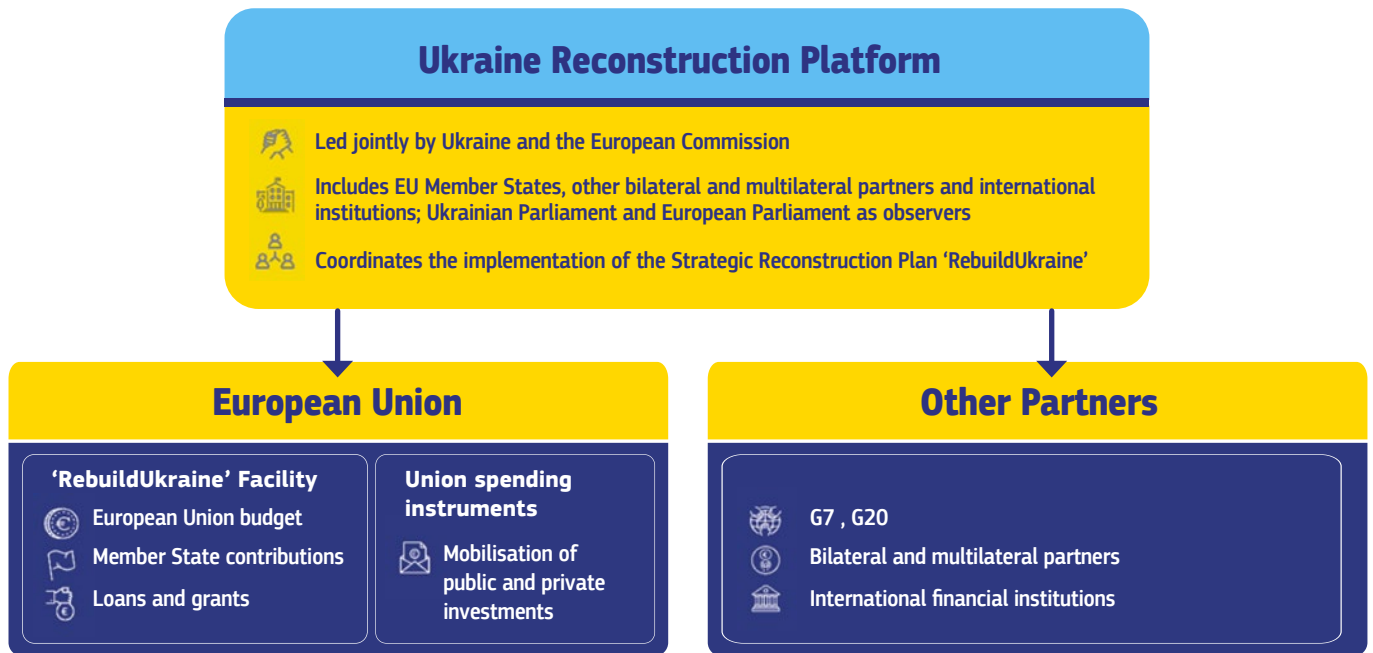 Ukraine Reconstruction Platform
Led jointly by Ukraine and the European Commission
Includes EU Member States, other bilateral and multilateral partners and international
institutions; Ukrainian Parliament and European Parliament as observers
Coordinates the implementation of the Strategic Reconstruction Plan ‘RebuildUkraine’
European Union
‘RebuildUkraine’ Facility
European Union budget
Member State contributions
Loans and grants
Union spending
instruments
Mobilisation of
public and private
investments
Other Partners
G7 , G20
Bilateral and multilateral partners
International financial institutions